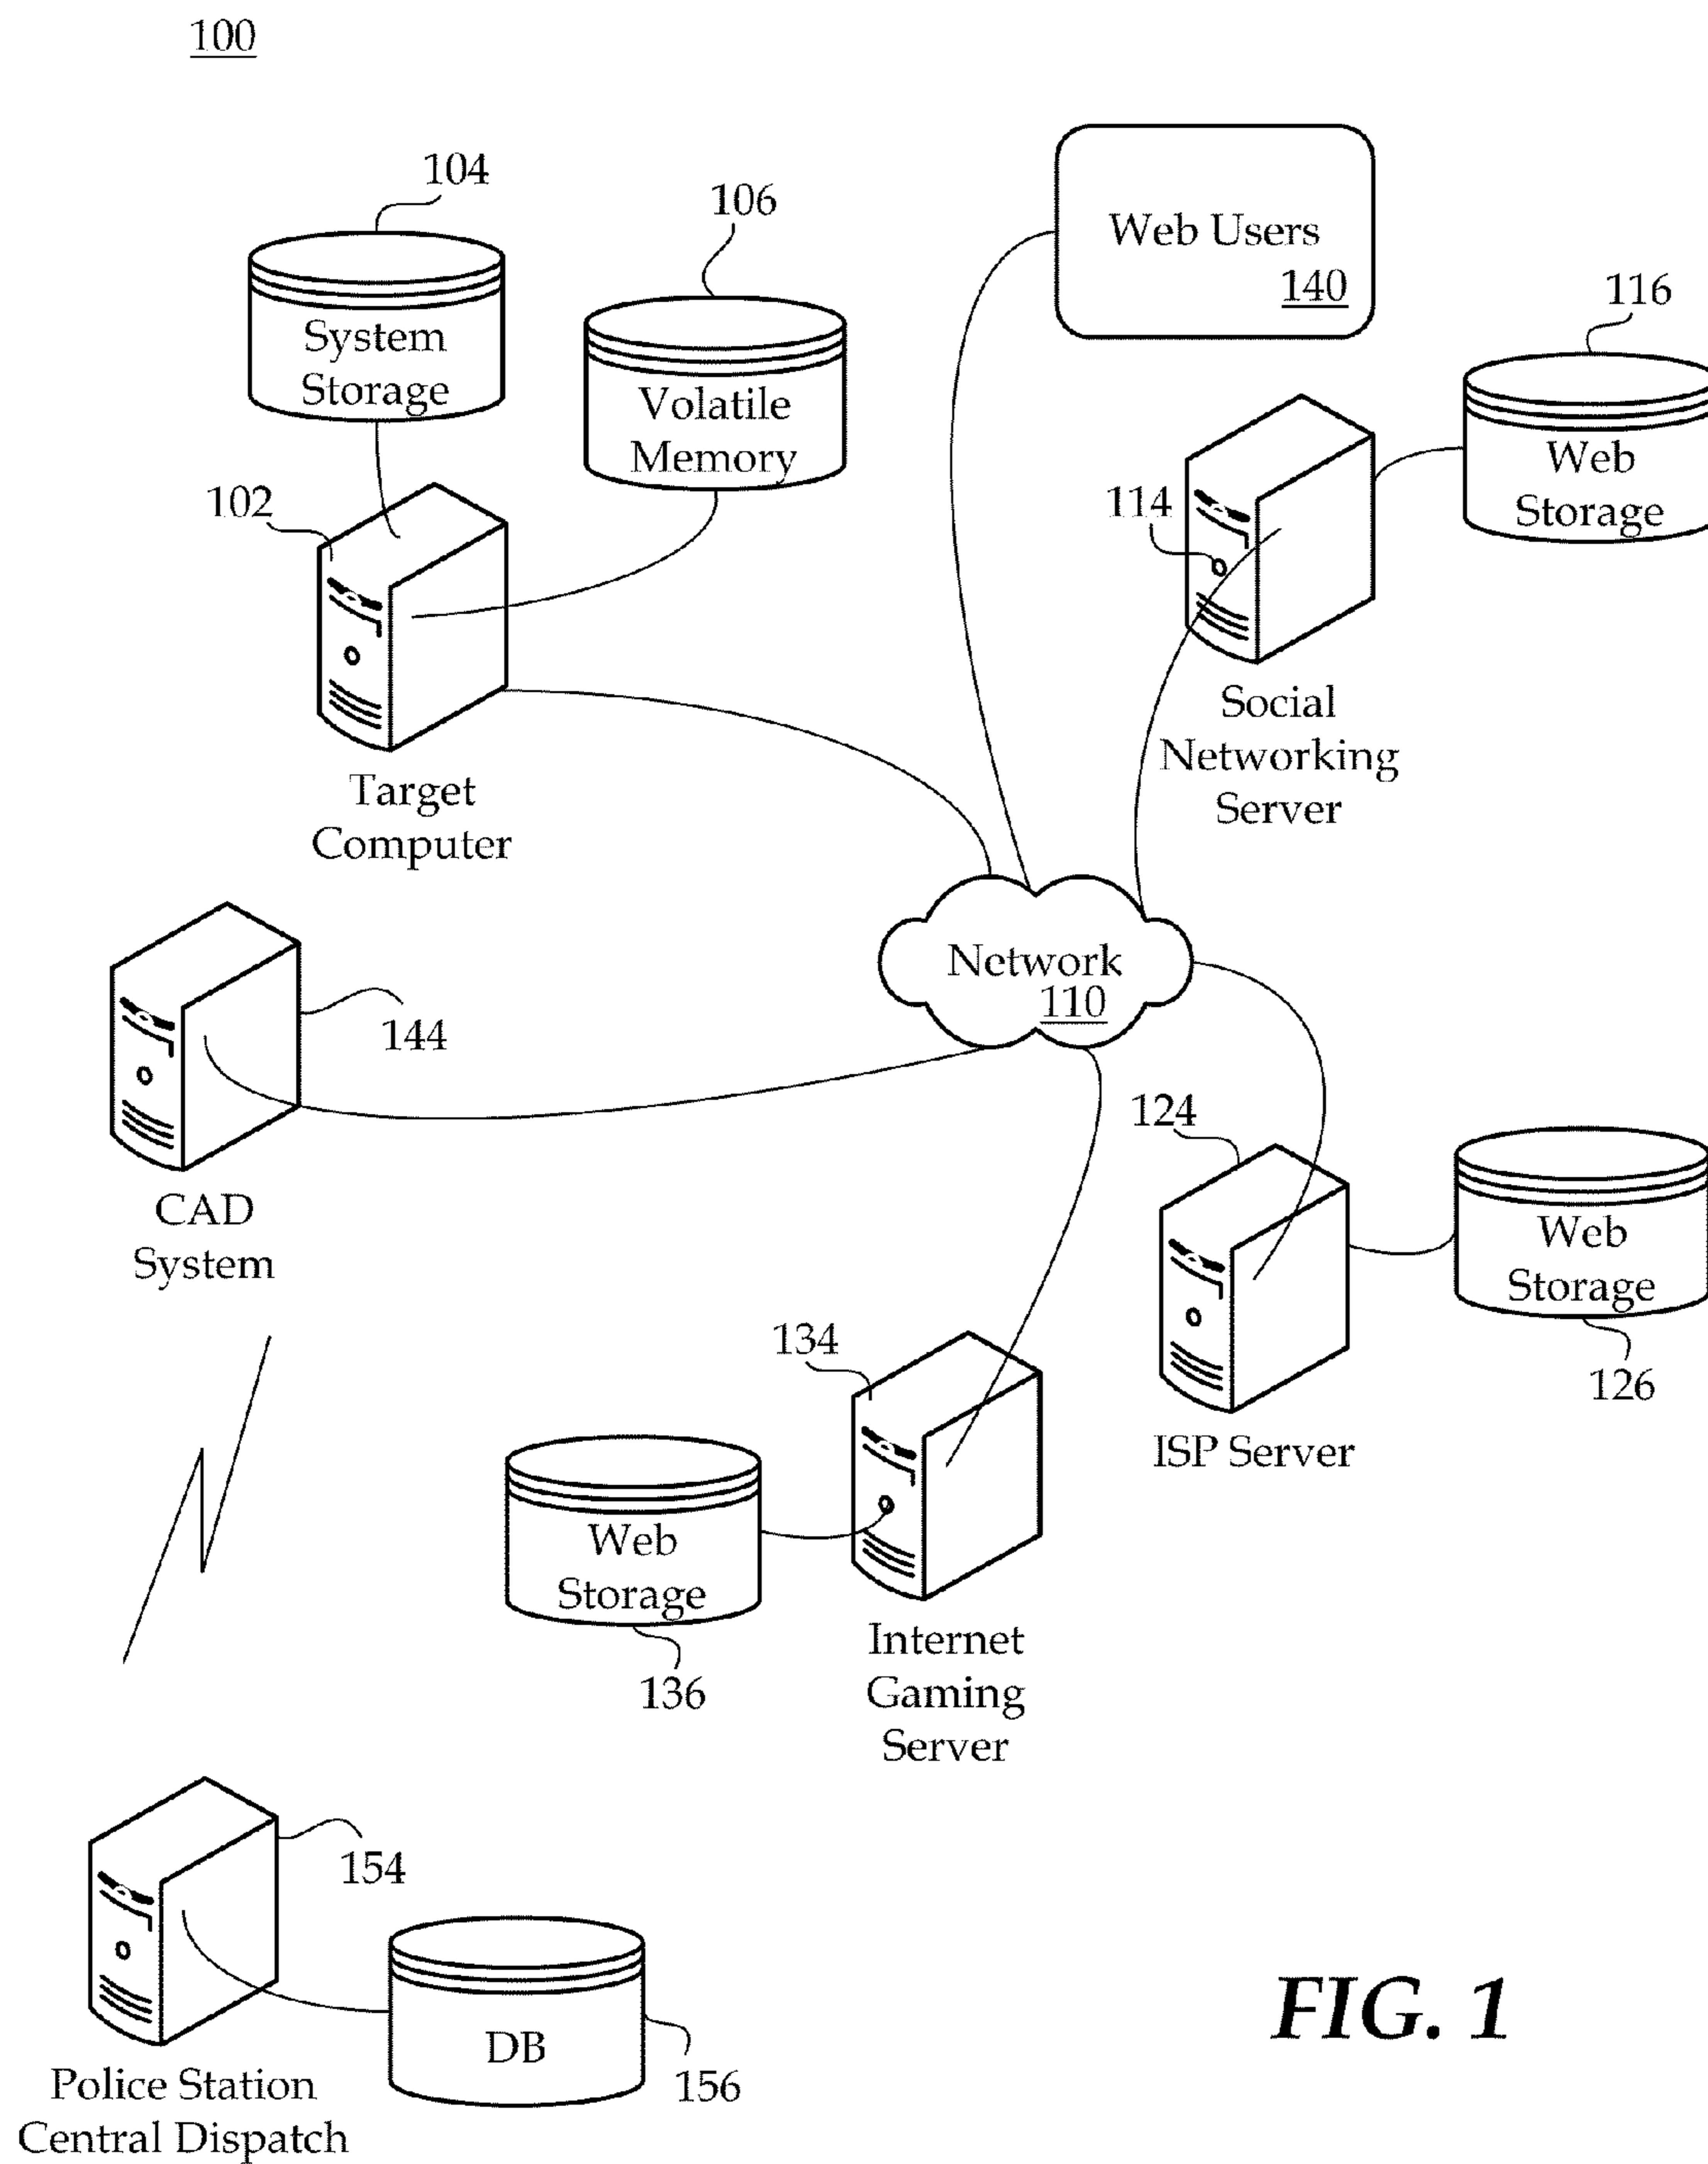 100
104
106
Web Users
140
116
System
Storage
Volatile
Memory
Web
Storage
102
114
Social
Networking
Server
Target
Computer
Network
110
144
124
CAD
System
Web
Storage
134
126
ISP Server
Web
Storage
136
Internet
Gaming
Server
154
DB
156
Police Station
Central Dispatch
FIG. 1